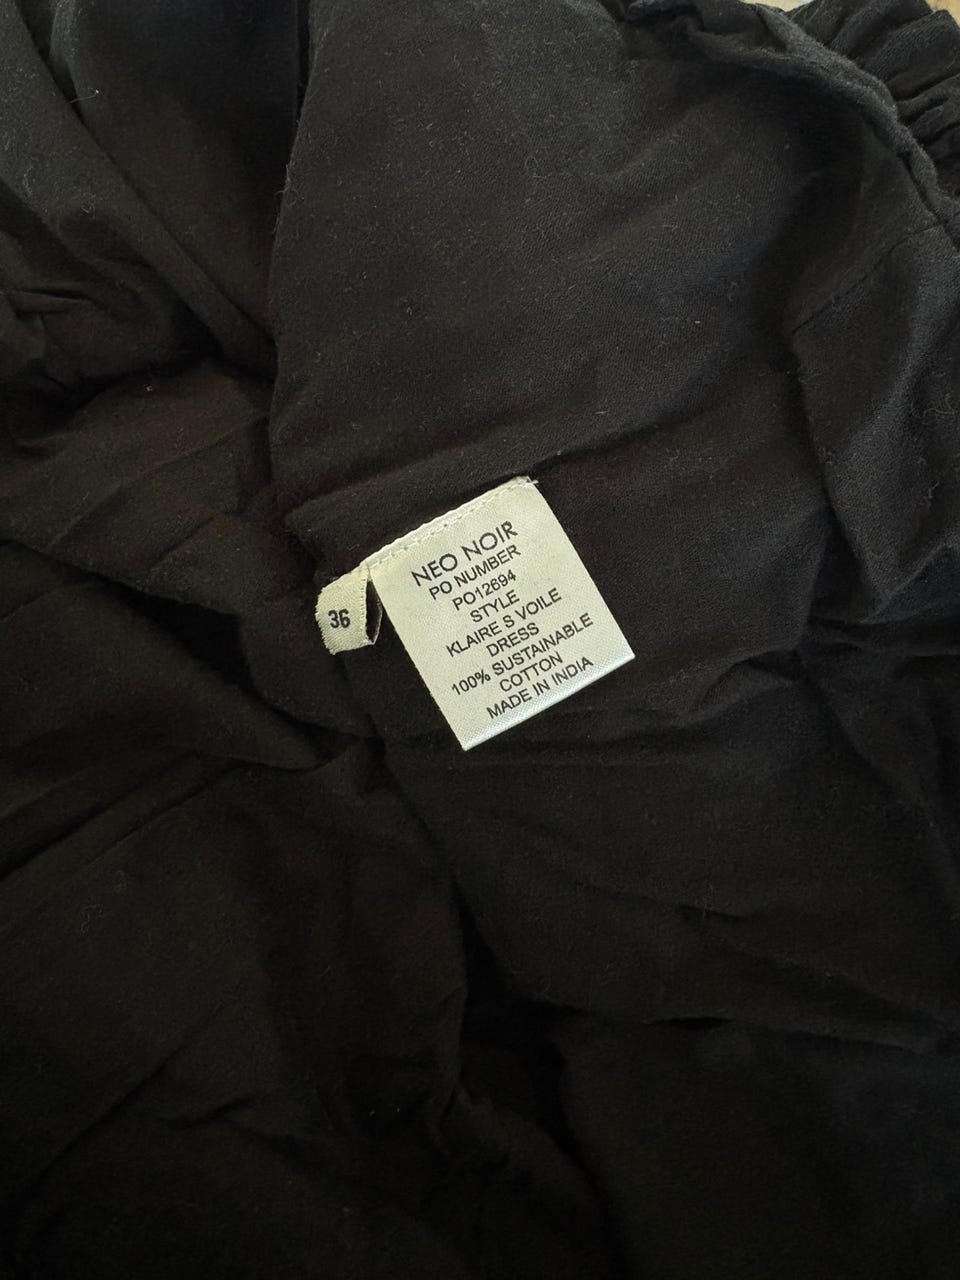 36
NEO NOIR
PO NUMBER
PO12694
STYLE
KLAIRE S VOILE
DRESS
100% SUSTAINABLE
COTTON
MADE IN INDIA